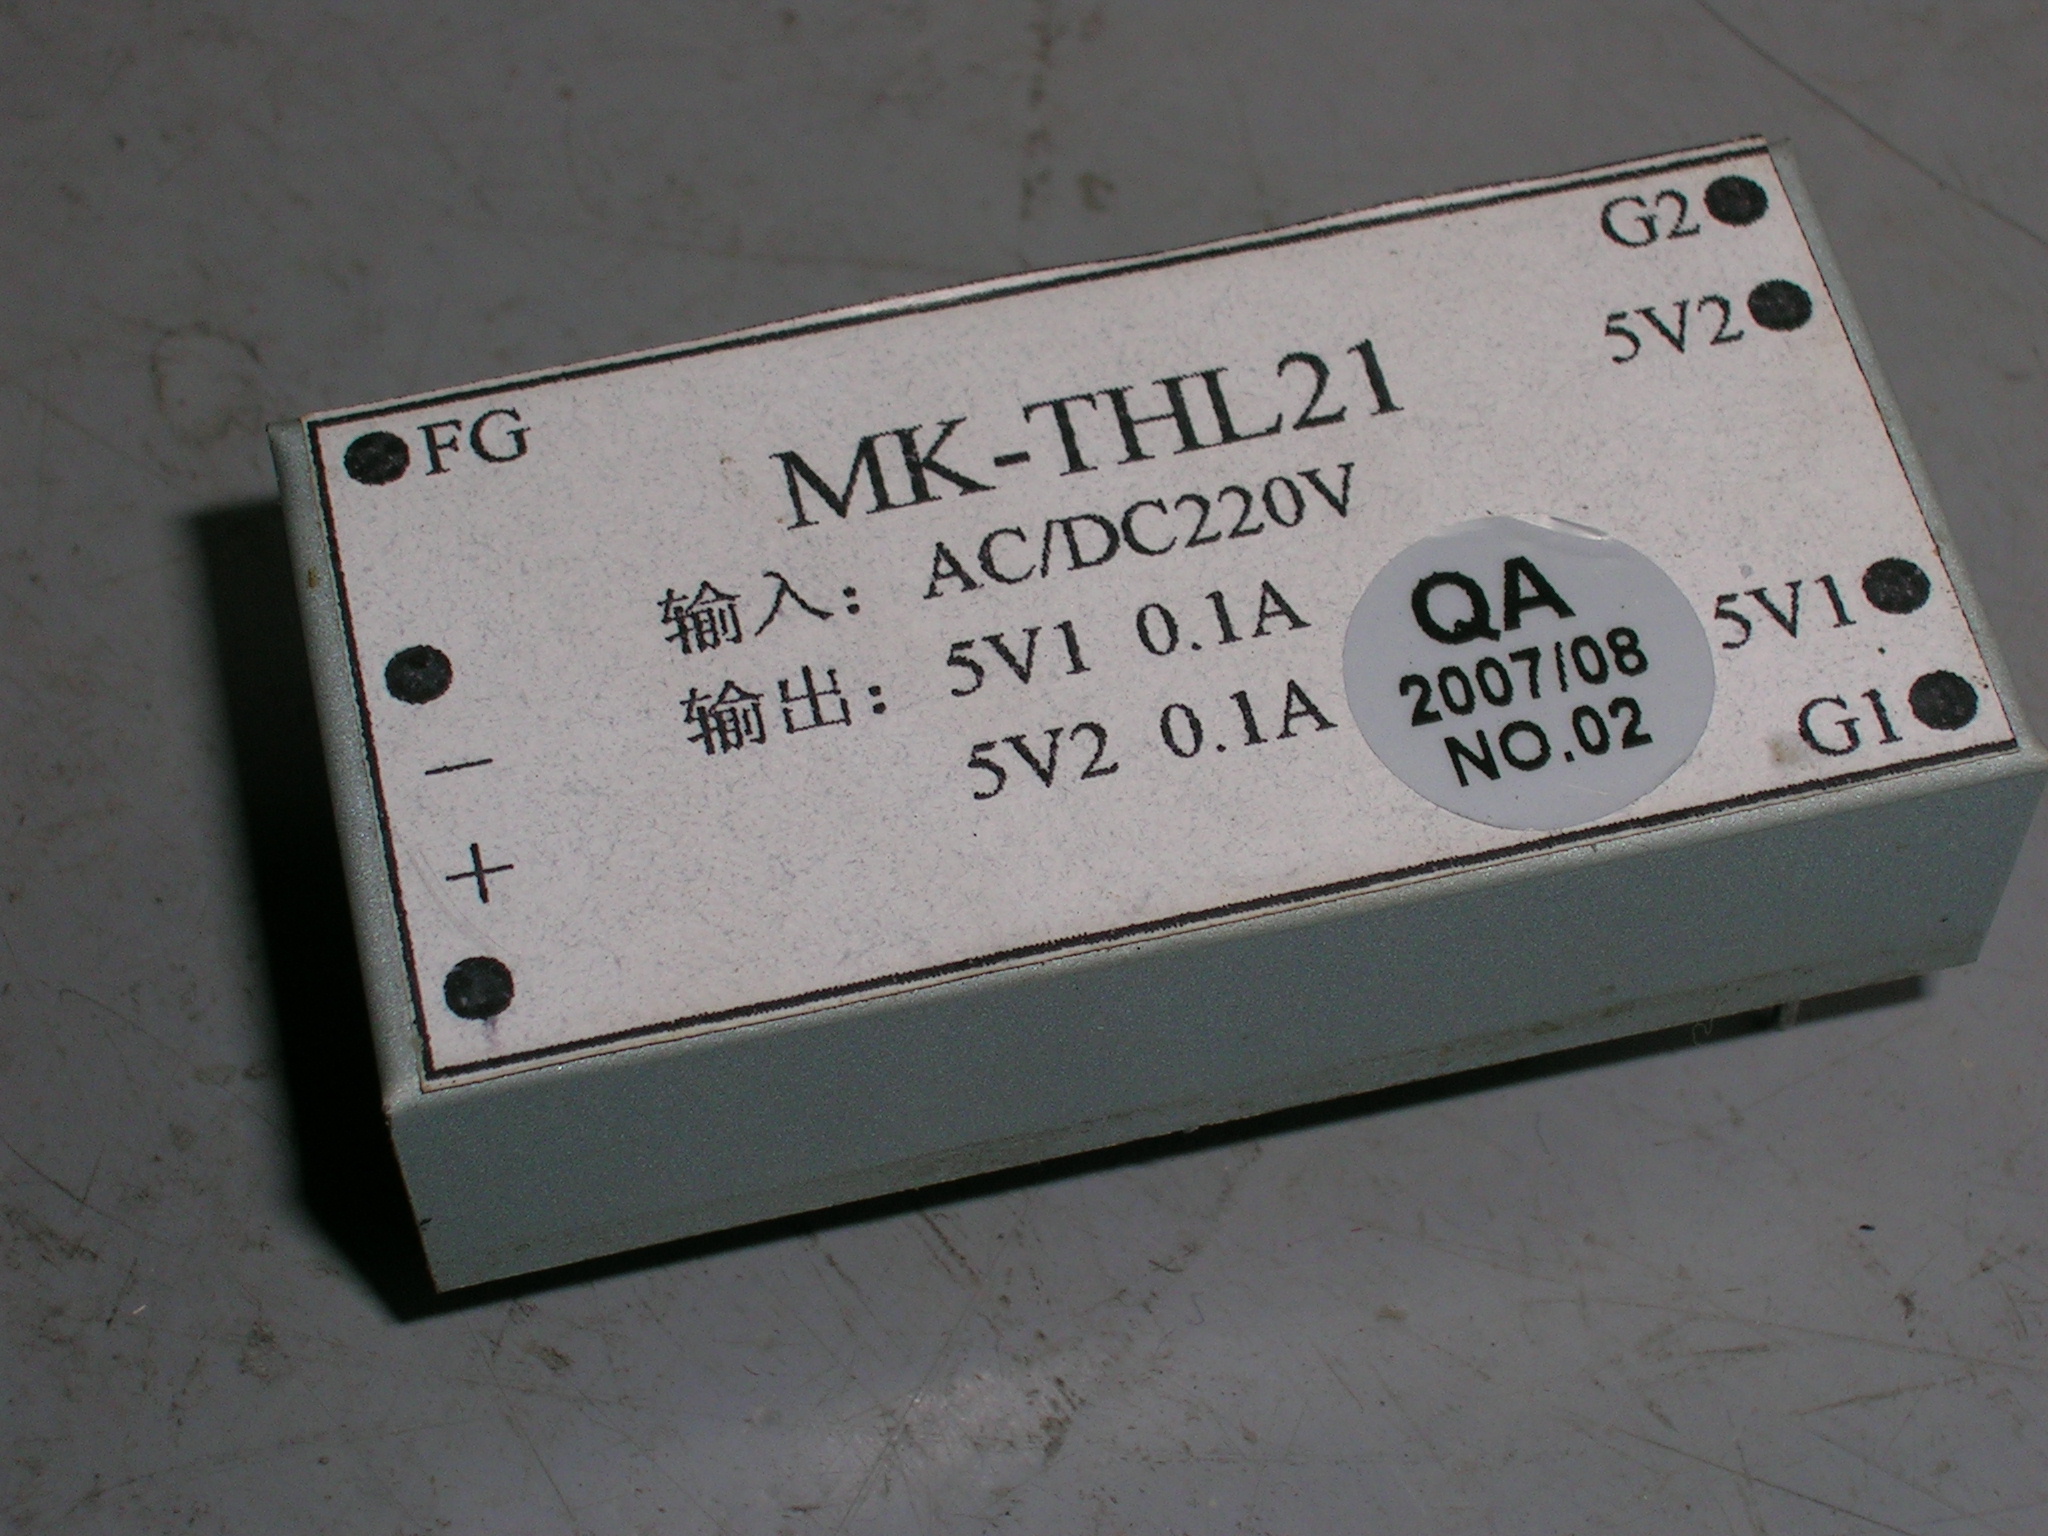 G2
5V2
FG
MK-THL21
输入： AC/DC220V
输出： 5V1 0.1A
5V2 0.1A
QA
2007/08
NO.02
5V1
G1
—
+